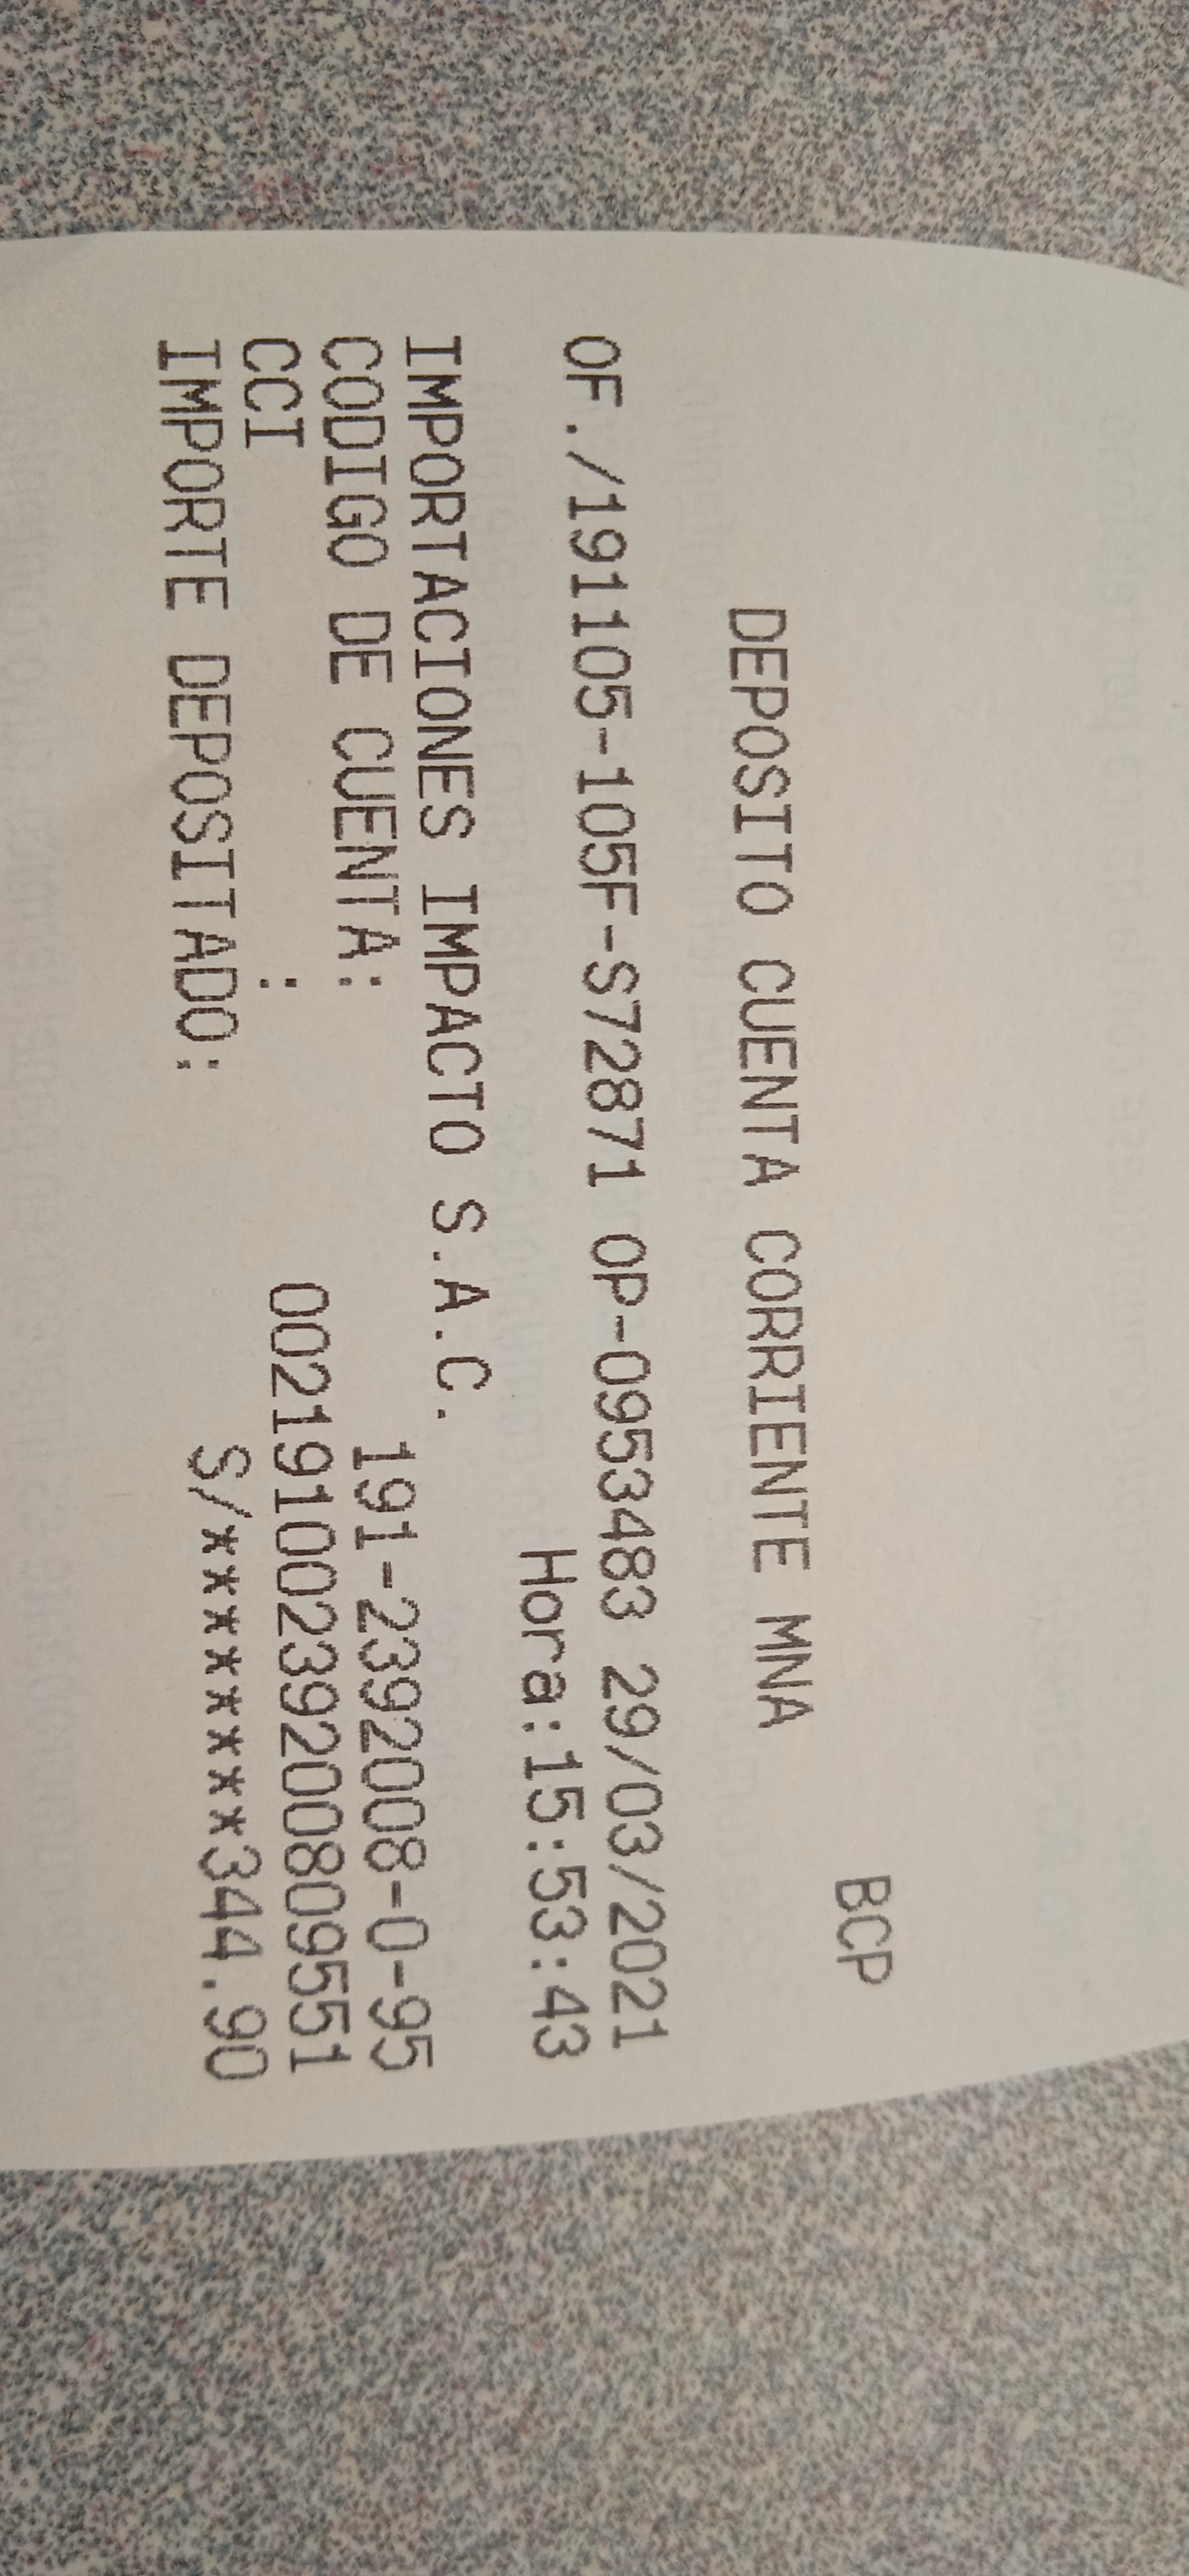 BCP
DEPOSITO CUENTA CORRIENTE MNA
OF./191105-105F-S72871 OP-0953483 29/03/2021
Hora:15:53:43
IMPORTACIONES IMPACTO S.A.C.
CODIGO DE CUENTA: 191-2392008-0-95
CCI : 00219100239200809551
IMPORTE DEPOSITADO: S/********344.90